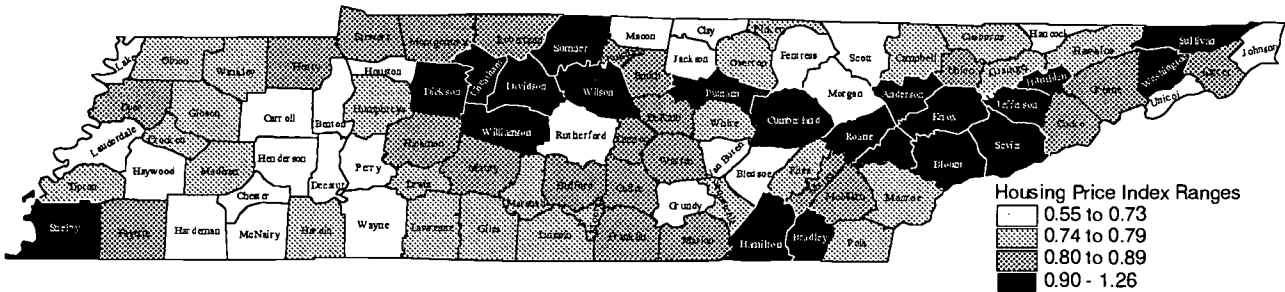 Lake
Obion
Weakley
Henry
Stewart
Montgomery
Robertson
Sumner
Macon
Clay
Pickett
Fentress
Scott
Campbell
Claiborne
Hancock
Hawkins
Sullivan
Johnson
Dyer
Gibson
Carroll
Benton
Houston
Humphreys
Dickson
Cheatham
Davidson
Wilson
Smith
Jackson
Overton
Putnam
Morgan
Anderson
Union
Grainger
Hamblen
Greene
Washington
Carter
Unicoi
Lauderdale
Crockett
Haywood
Madison
Henderson
Decatur
Perry
Hickman
Williamson
Rutherford
White
Cumberland
Roane
Knox
Jefferson
Cocke
Sevier
Blount
Tipton
Chester
Lewis
Maury
Bedford
Coffee
Warren
Van Buren
Bledsoe
Rhea
McMinn
Monroe
Shelby
Fayette
Hardeman
McNairy
Hardin
Wayne
Lawrence
Giles
Lincoln
Franklin
Grundy
Marion
Hamilton
Bradley
Polk
Housing Price Index Ranges
0.55 to 0.73
0.74 to 0.79
0.80 to 0.89
0.90 - 1.26